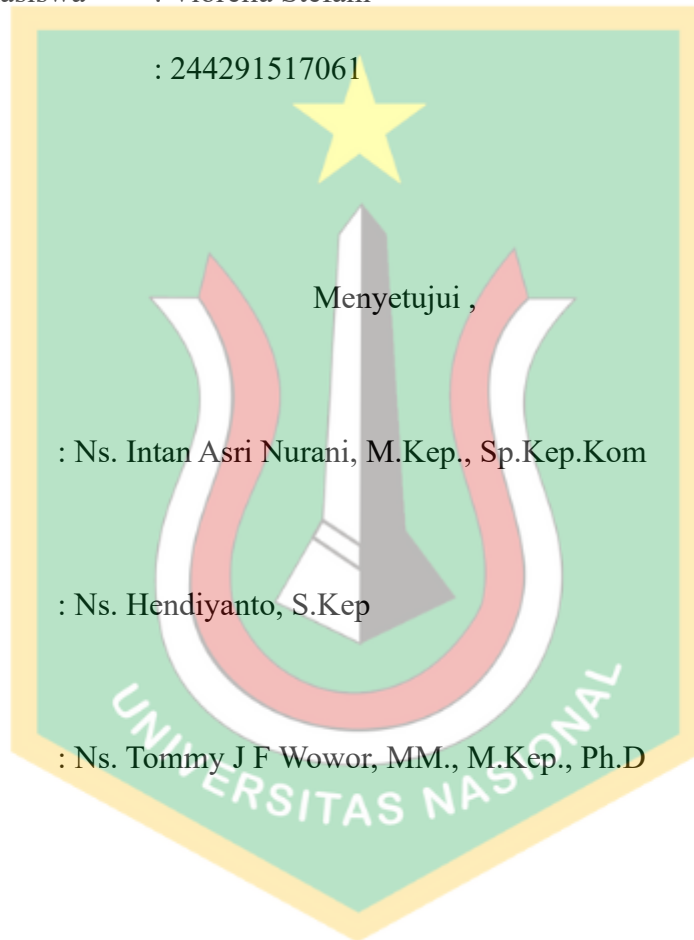 : 244291517061
Menyetujui ,
: Ns. Intan Asri Nurani, M.Kep., Sp.Kep.Kom
: Ns. Hendiyanto, S.Kep
: Ns. Tommy J F Wowor, MM., M.Kep., Ph.D
UNIVERSITAS NASIONAL